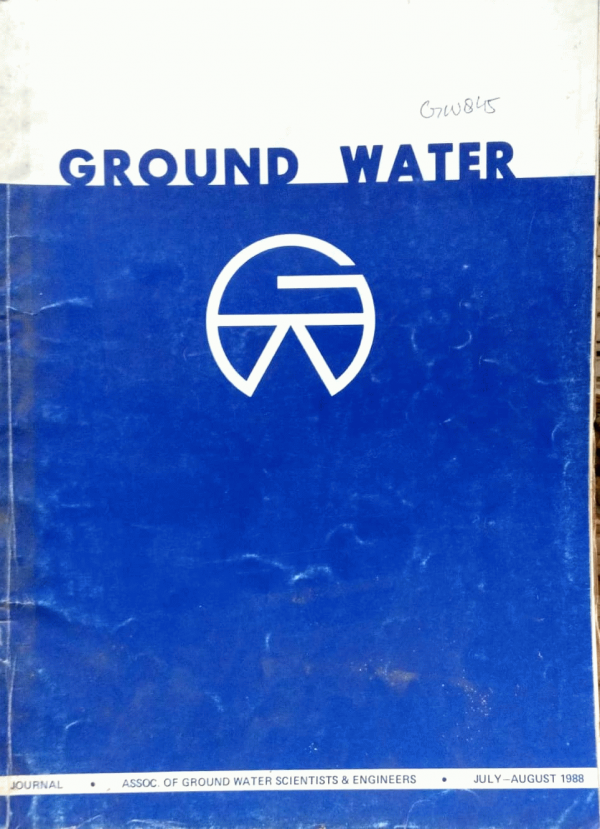 GW845
GROUND WATER
JOURNAL • ASSOC. OF GROUND WATER SCIENTISTS & ENGINEERS • JULY–AUGUST 1988